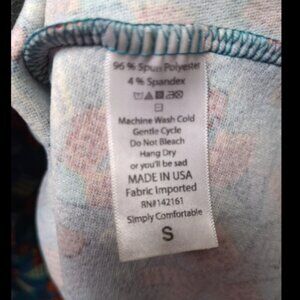 96 % Spun Polyester
4 % Spandex
Machine Wash Cold
Gentle Cycle
Do Not Bleach
Hang Dry
or you'll be sad
MADE IN USA
Fabric Imported
RN#142161
Simply Comfortable
S